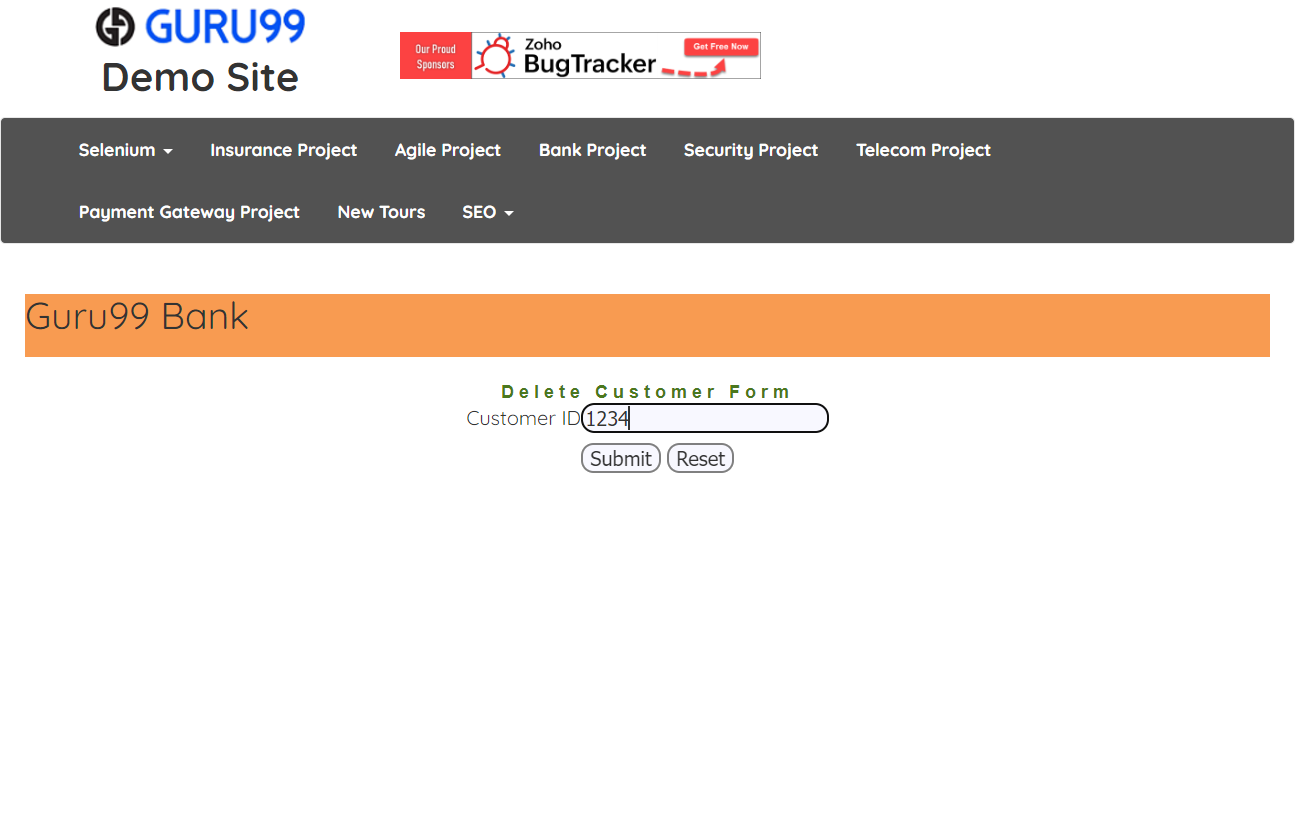 GURU99
Demo Site
Our Proud
Sponsors
Zoho
BugTracker
Get Free Now
Selenium Insurance Project Agile Project Bank Project Security Project Telecom Project
Payment Gateway Project New Tours SEO
Guru99 Bank
Delete Customer Form
Customer ID 1234
Submit Reset